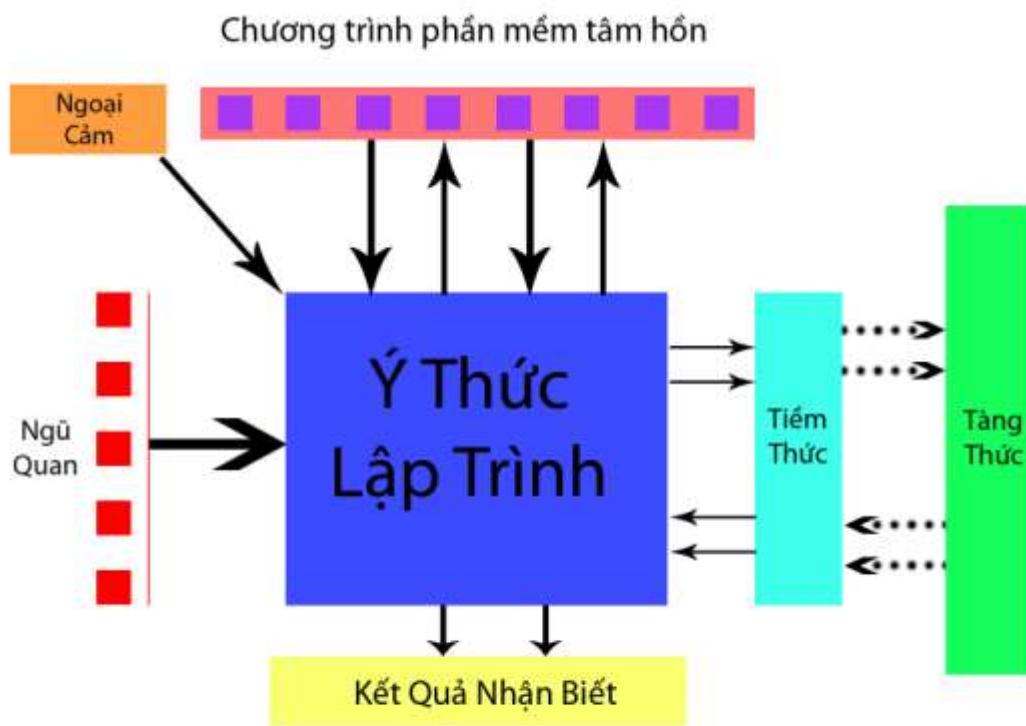 Chương trình phần mềm tâm hồn
Ngoại
Cảm
Ý Thức
Lập Trình
Ngũ
Quan
Tiềm
Thức
Tàng
Thức
Kết Quả Nhận Biết